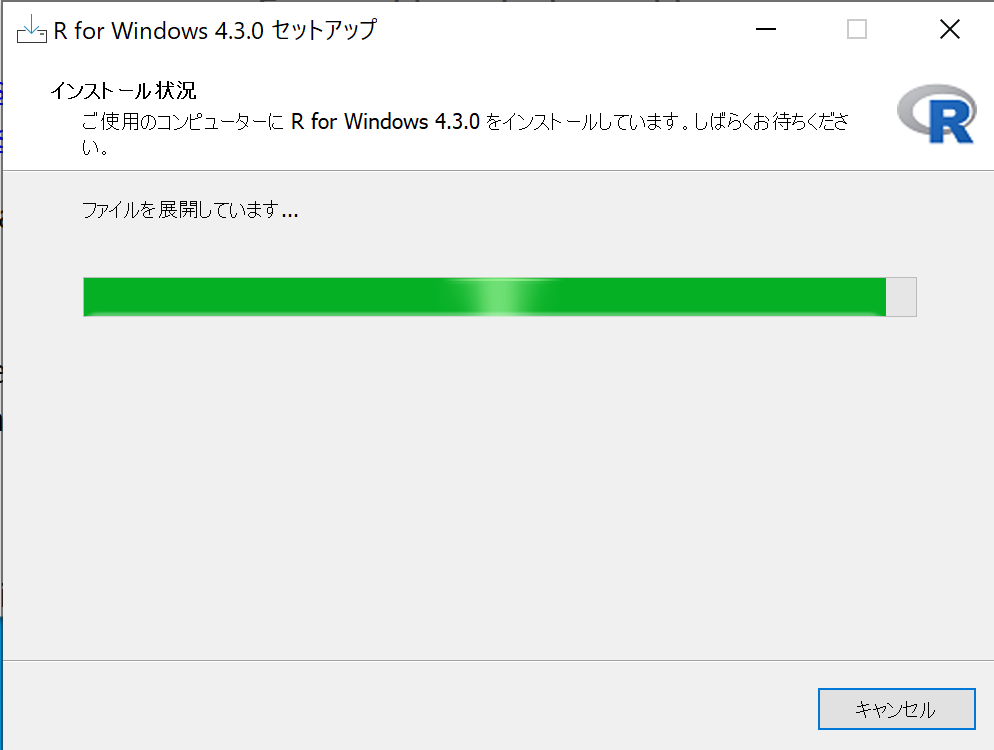 R for Windows 4.3.0 セットアップ
インストール状況
ご使用のコンピューターに R for Windows 4.3.0 をインストールしています。しばらくお待ちくださ
い。
R
ファイルを展開しています...
キャンセル